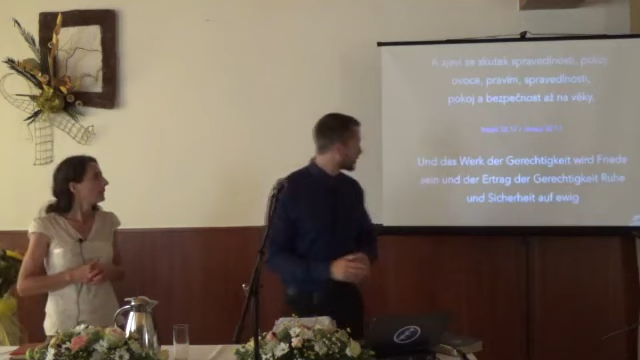 se skutek spravedlnosti, pokoj,
ovoce, pravím, spravedlnosti,
pokoj a bezpečnost až na věky.
Und das Werk der Gerechtigkeit wird Friede
sein und der Ertrag der Gerechtigkeit Ruhe
und Sicherheit auf ewig